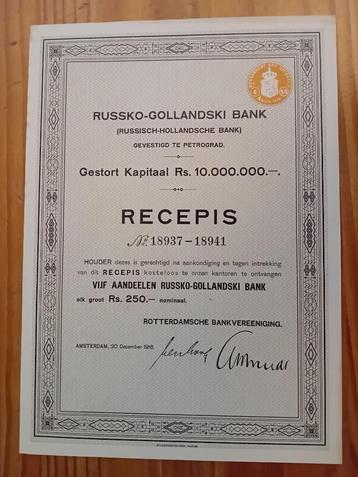 RUSSKO-GOLLANDSKI BANK
(RUSSISCH-HOLLANDSCHE BANK)
GEVESTIGD TE PETROGRAD.
Gestort Kapitaal Rs. 10.000.000.—.
RECEPIS
No. 18937-18941
HOUDER dezes is gerechtigd na aankondiging en tegen intrekking
van dit RECEPIS kosteloos te onzen kantoren te ontvangen
VIJF AANDEELEN RUSSKO-GOLLANDSKI BANK
elk groot Rs. 250.— nominaal.
ROTTERDAMSCHE BANKVEREENIGING.
AMSTERDAM, 20 December 1916.